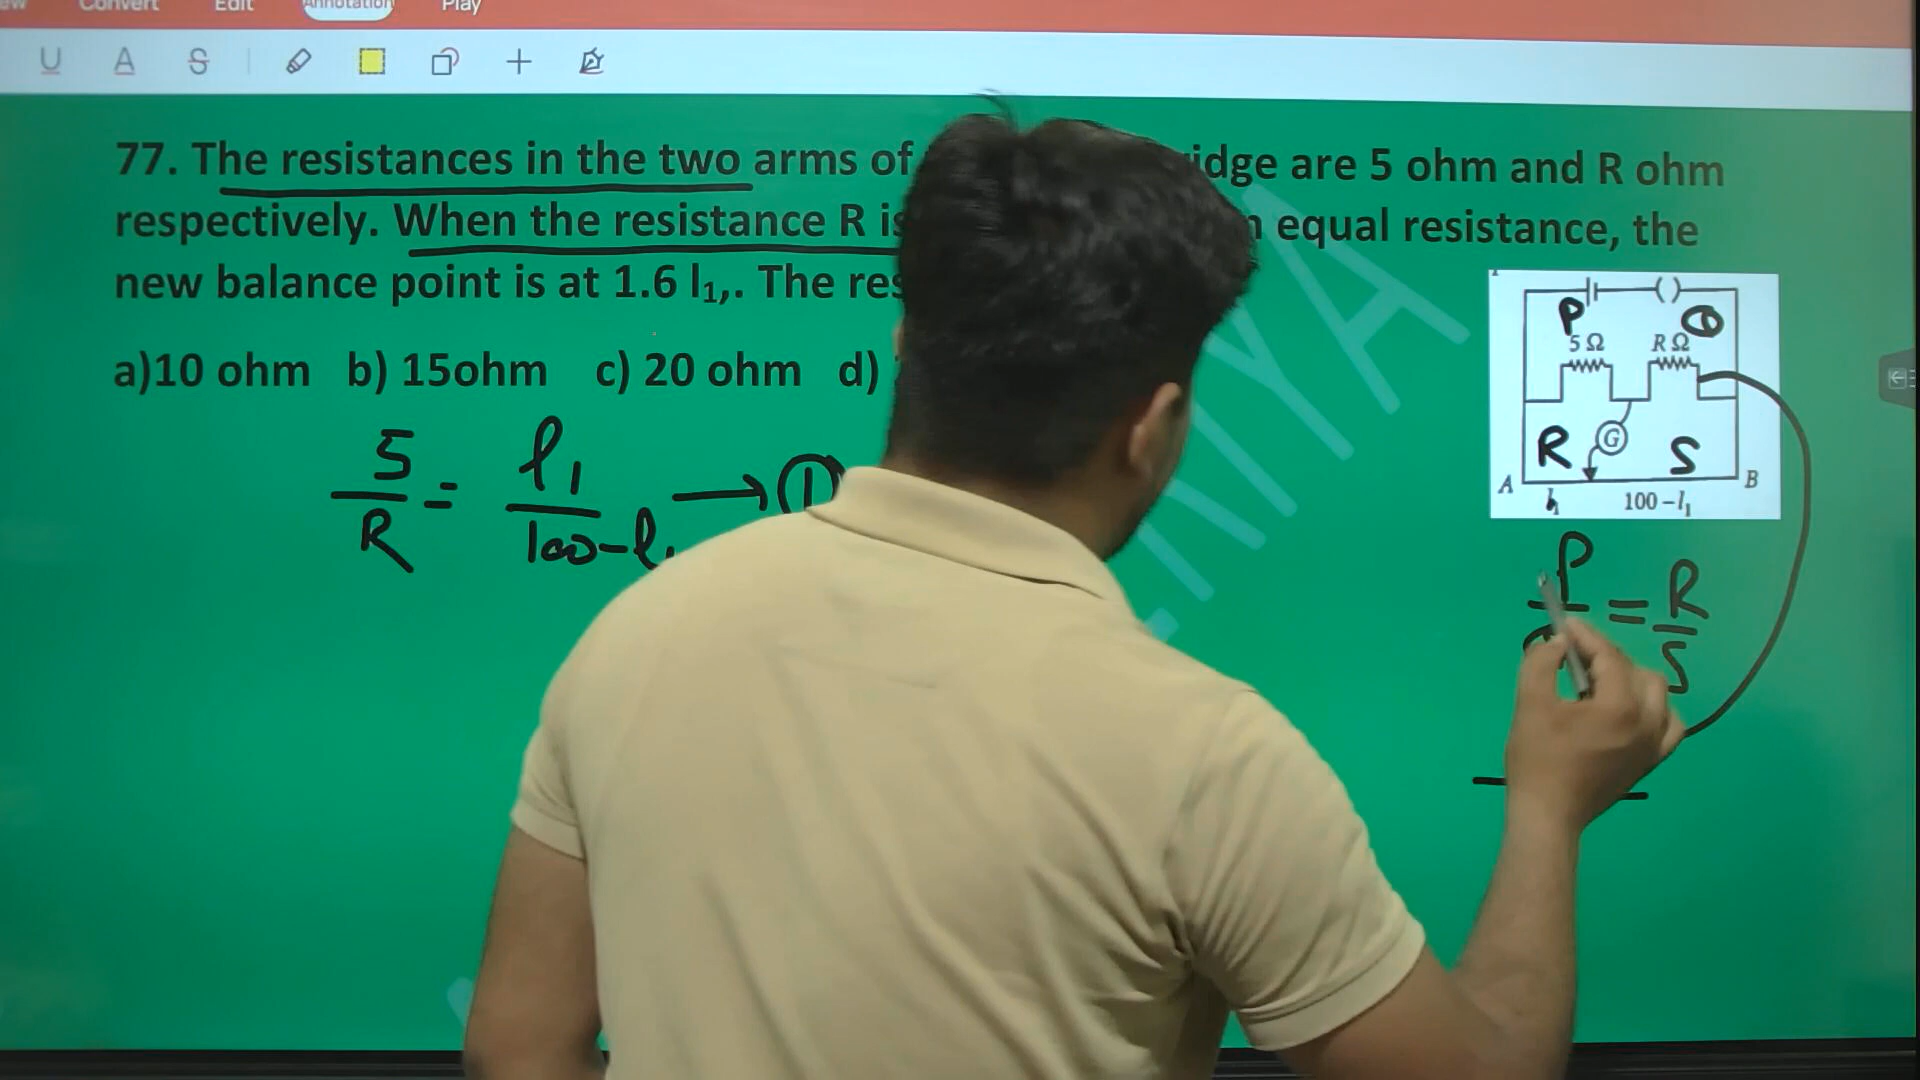 Convert Edit Annotation Play
U A S
77. The resistances in the two arms of idge are 5 ohm and R ohm
respectively. When the resistance R is equal resistance, the
new balance point is at 1.6 l₁,. The res
a)10 ohm b) 15ohm c) 20 ohm d)
5/R = l₁/100-l₁ → ①
P Q
5 Ω R Ω
R G S
A B
l₁ 100 – l₁
P = R/S